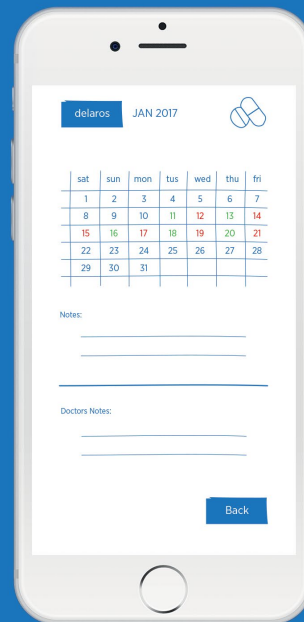 delaros JAN 2017
sat sun mon tus wed thu fri
1 2 3 4 5 6 7
8 9 10 11 12 13 14
15 16 17 18 19 20 21
22 23 24 25 26 27 28
29 30 31
Notes:
Doctors Notes:
Back